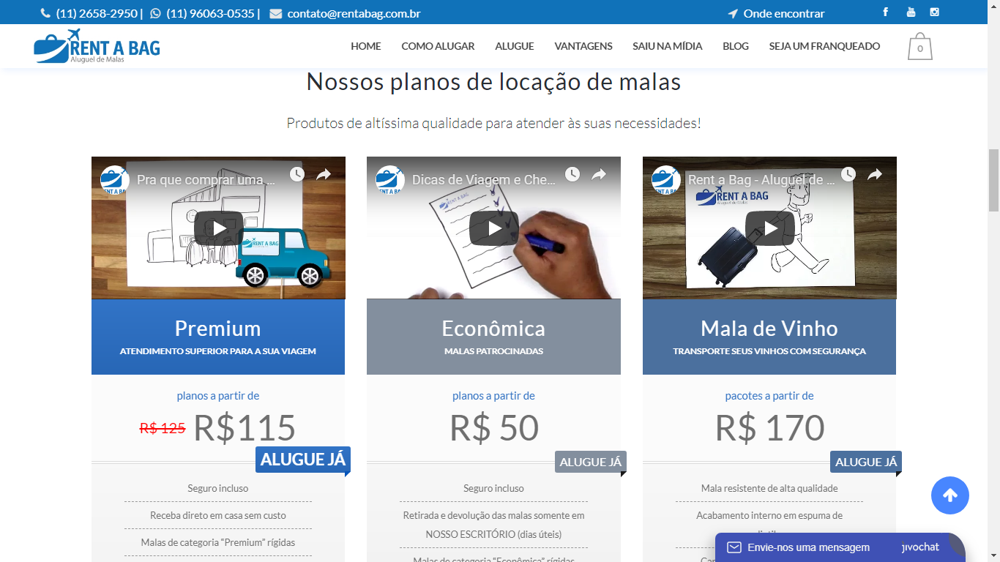 (11) 2658-2950 | (11) 96063-0535 | contato@rentabag.com.br
Onde encontrar
RENT A BAG
Aluguel de Malas
HOME COMO ALUGAR ALUGUE VANTAGENS SAIU NA MÍDIA BLOG SEJA UM FRANQUEADO
0
Nossos planos de locação de malas
Produtos de altíssima qualidade para atender às suas necessidades!
RENT A BAG
Pra que comprar uma ...
RENT A BAG
Premium
ATENDIMENTO SUPERIOR PARA A SUA VIAGEM
planos a partir de
R$ 125 R$115
ALUGUE JÁ
Seguro incluso
Receba direto em casa sem custo
Malas de categoria "Premium" rígidas
RENT A BAG
Dicas de Viagem e Che...
RENT A BAG
Econômica
MALAS PATROCINADAS
planos a partir de
R$ 50
ALUGUE JÁ
Seguro incluso
Retirada e devolução das malas somente em
NOSSO ESCRITÓRIO (dias úteis)
Malas de categoria "Econômica" rígidas
RENT A BAG
Rent a Bag - Aluguel de ...
RENT A BAG
Aluguel de Malas
Mala de Vinho
TRANSPORTE SEUS VINHOS COM SEGURANÇA
pacotes a partir de
R$ 170
ALUGUE JÁ
Mala resistente de alta qualidade
Acabamento interno em espuma de
Envie-nos uma mensagem
jivochat